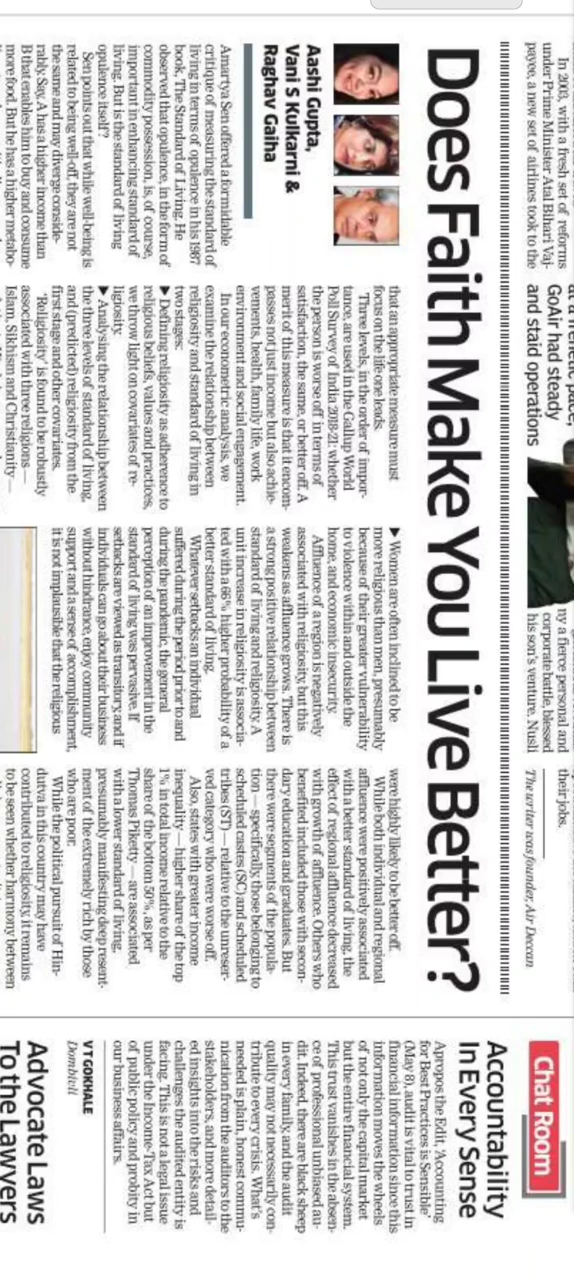 In 2003, with a fresh set of reforms
under Prime Minister Atal Bihari Vaj-
payee, a new set of airlines took to the
at a frenetic pace,
GoAir had steady
and staid operations
ny a fierce personal and
corporate battle, blessed
his son's venture. Nusli
their jobs.
The writer was founder, Air Deccan
Does Faith Make You Live Better?
Aashi Gupta,
Vani S Kulkarni &
Raghav Gaiha
Amartya Sen offered a formidable
critique of measuring the standard of
living in terms of opulence in his 1987
book, The Standard of Living. He
observed that opulence, in the form of
commodity possession, is, of course,
important in enhancing standard of
living. But is the standard of living
opulence itself?
Sen points out that while well-being is
related to being well-off, they are not
the same and may diverge conside-
rably. Say, A has a higher income than
B that enables him to buy and consume
more food. But he has a higher metabo-
that an appropriate measure must
focus on the life one leads.
Three levels, in the order of impor-
tance, are used in the Gallup World
Poll Survey of India 2018-21: whether
the person is worse off in terms of
satisfaction, the same, or better off. A
merit of this measure is that it encom-
passes not just income but also achie-
vements, health, family life, work
environment and social engagement.
In our econometric analysis, we
examine the relationship between
religiosity and standard of living in
two stages:
▶ Defining religiosity as adherence to
religious beliefs, values and practices,
we throw light on covariates of re-
ligiosity.
▶ Analysing the relationship between
the three levels of standard of living,
and (predicted) religiosity from the
first stage and other covariates.
'Religiosity' is found to be robustly
associated with three religions —
Islam, Sikhism and Christianity —
▶ Women are often inclined to be
more religious than men, presumably
because of their greater vulnerability
to violence within and outside the
home, and economic insecurity.
Affluence of a region is negatively
associated with religiosity, but this
weakens as affluence grows. There is
a strong positive relationship between
standard of living and religiosity. A
unit increase in religiosity is associa-
ted with a 66% higher probability of a
better standard of living.
Whatever setbacks an individual
suffered during the period prior to and
during the pandemic, the general
perception of an improvement in the
standard of living was pervasive. If
setbacks are viewed as transitory, and if
individuals can go about their business
without hindrance, enjoy community
support and a sense of accomplishment,
it is not implausible that the religious
were highly likely to be better off.
While both individual and regional
affluence were positively associated
with a better standard of living, the
effect of regional affluence decreased
with growth of affluence. Others who
benefited included those with secon-
dary education and graduates. But
there were segments of the popula-
tion — specifically, those belonging to
scheduled castes (SC) and scheduled
tribes (ST) — relative to the unreser-
ved category who were worse off.
Also, states with greater income
inequality — higher share of the top
1% in total income relative to the
share of the bottom 50%, as per
Thomas Piketty — are associated
with a lower standard of living,
presumably manifesting deep resent-
ment of the extremely rich by those
who are poor.
While the political pursuit of Hin-
dutva in this country may have
contributed to religiosity, it remains
to be seen whether harmony between
Chat Room
Accountability
In Every Sense
Apropos the Edit, 'Accounting
for Best Practices is Sensible'
(May 8), audit is vital to trust in
financial information since this
information moves the wheels
of not only the capital market
but the entire financial system.
This trust vanishes in the absen-
ce of professional unbiased au-
dit. Indeed, there are black sheep
in every family, and the audit
quality may not necessarily con-
tribute to every crisis. What's
needed is plain, honest commu-
nication from the auditors to the
stakeholders, and more detail-
ed insights into the risks and
challenges the audited entity is
facing. This is not a legal issue
under the Income-Tax Act but
of public policy and probity in
our business affairs.
V T GOKHALE
Dombivli
Advocate Laws
To the Lawyers